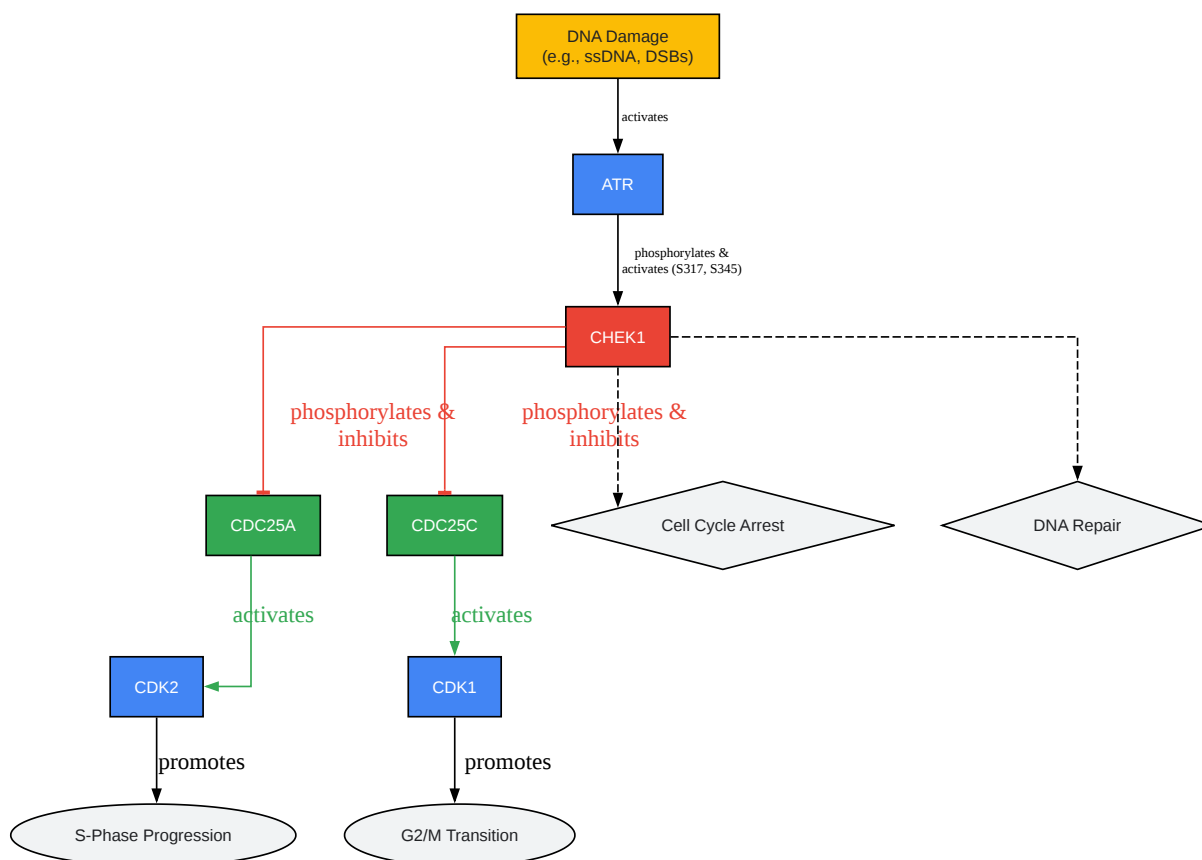 DNA Damage
(e.g., ssDNA, DSBs)
activates
ATR
phosphorylates &
activates (S317, S345)
CHEK1
phosphorylates &
inhibits
phosphorylates &
inhibits
CDC25A
CDC25C
Cell Cycle Arrest
DNA Repair
activates
activates
CDK2
CDK1
promotes
promotes
S-Phase Progression
G2/M Transition